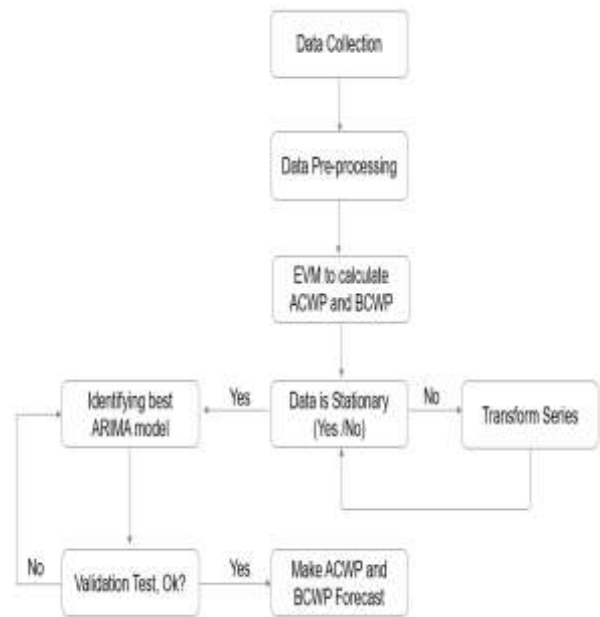 Data Collection
Data Pre-processing
EVM to calculate
ACWP and BCWP
Identifying best
ARIMA model
Yes
Data is Stationary
(Yes /No)
No
Transform Series
No
Validation Test, Ok?
Yes
Make ACWP and
BCWP Forecast